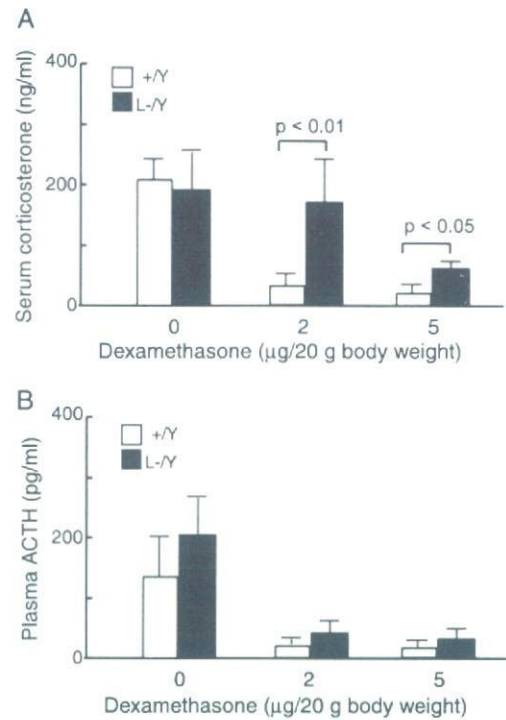 A
Serum corticosterone (ng/ml)
400
200
0
+/Y
L-/Y
p < 0.01
p < 0.05
0 2 5
Dexamethasone (μg/20 g body weight)
B
Plasma ACTH (pg/ml)
400
200
0
+/Y
L-/Y
0 2 5
Dexamethasone (μg/20 g body weight)